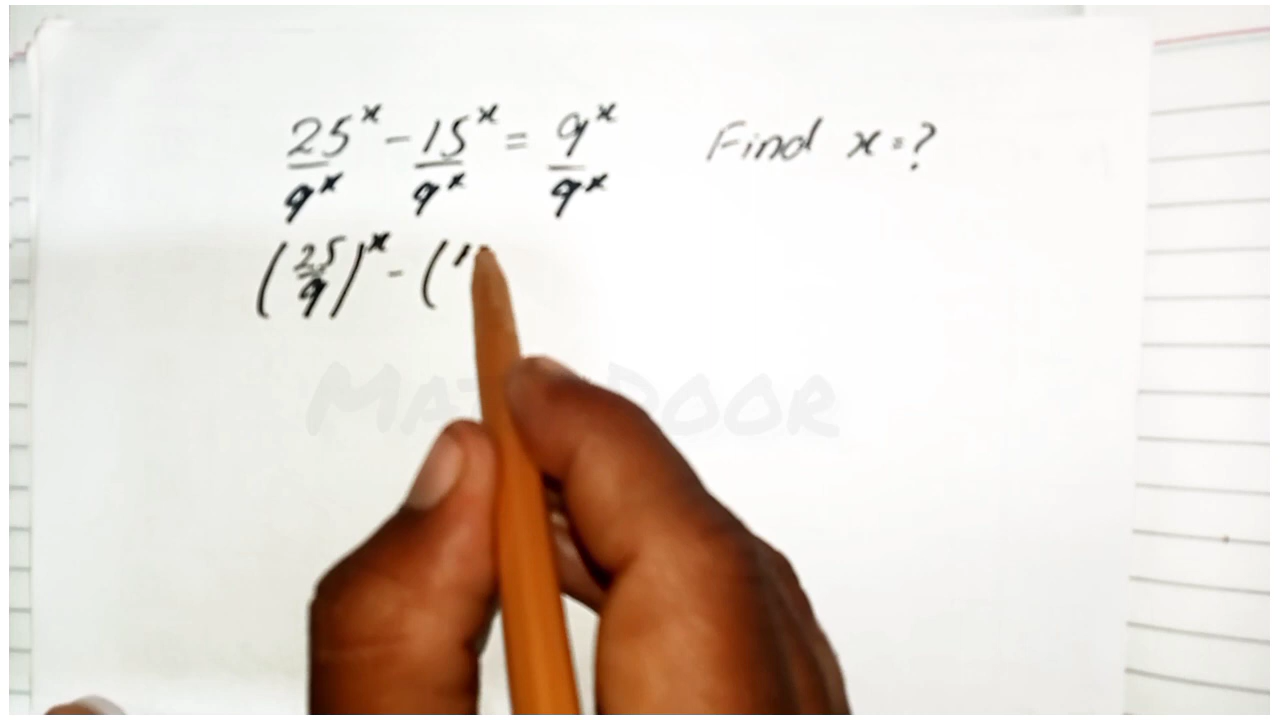 25^x - 15^x = 9^x Find x=?
9^x 9^x 9^x
(25/9)^x - (1